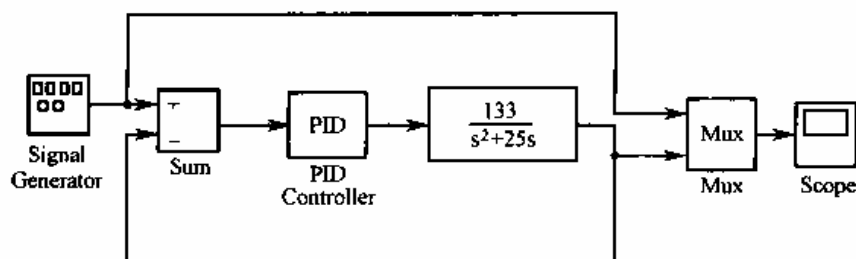 Signal
Generator
+
−
Sum
PID
PID
Controller
133
s²+25s
Mux
Mux
Scope